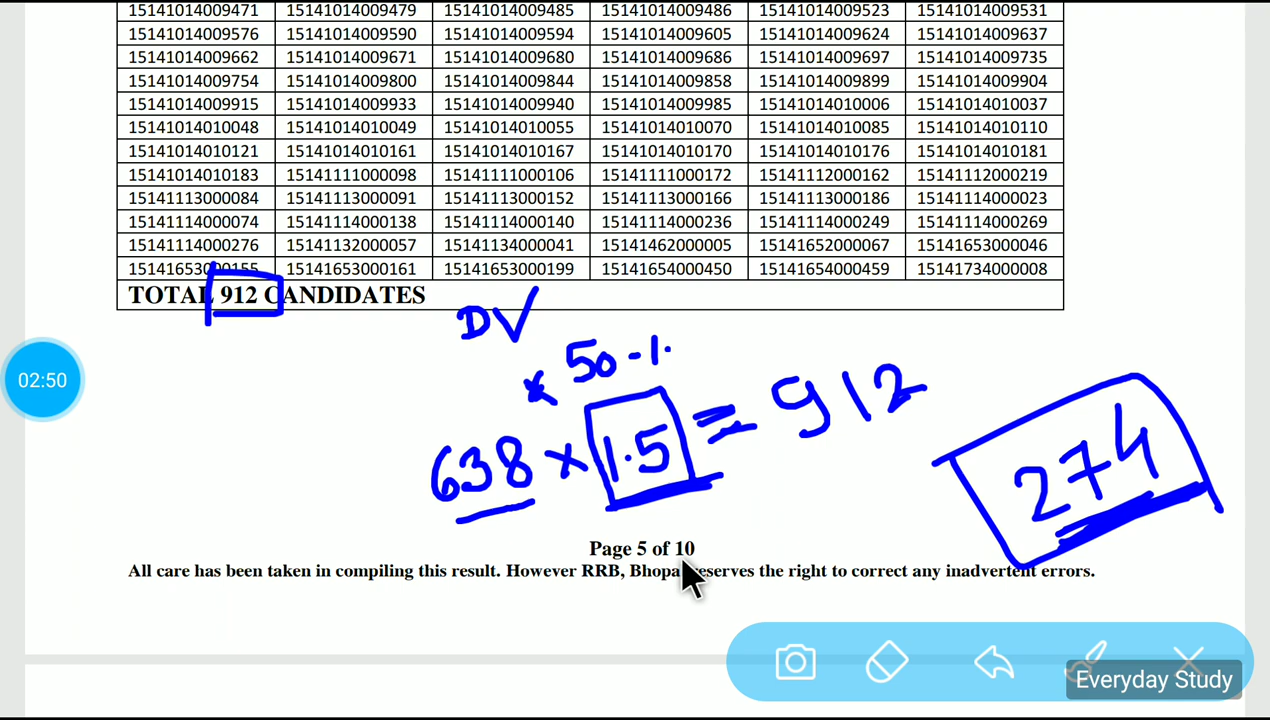 15141014009471 15141014009479 15141014009485 15141014009486 15141014009523 15141014009531
15141014009576 15141014009590 15141014009594 15141014009605 15141014009624 15141014009637
15141014009662 15141014009671 15141014009680 15141014009686 15141014009697 15141014009735
15141014009754 15141014009800 15141014009844 15141014009858 15141014009899 15141014009904
15141014009915 15141014009933 15141014009940 15141014009985 15141014010006 15141014010037
15141014010048 15141014010049 15141014010055 15141014010070 15141014010085 15141014010110
15141014010121 15141014010161 15141014010167 15141014010170 15141014010176 15141014010181
15141014010183 15141111000098 15141111000106 15141111000172 15141112000162 15141112000219
15141113000084 15141113000091 15141113000152 15141113000166 15141113000186 15141114000023
15141114000074 15141114000138 15141114000140 15141114000236 15141114000249 15141114000269
15141114000276 15141132000057 15141134000041 15141462000005 15141652000067 15141653000046
15141653000155 15141653000161 15141653000199 15141654000450 15141654000459 15141734000008
TOTAL 912 CANDIDATES
DV
02:50
638 × 1.5 = 912
274
Page 5 of 10
All care has been taken in compiling this result. However RRB, Bhopal reserves the right to correct any inadvertent errors.
Everyday Study